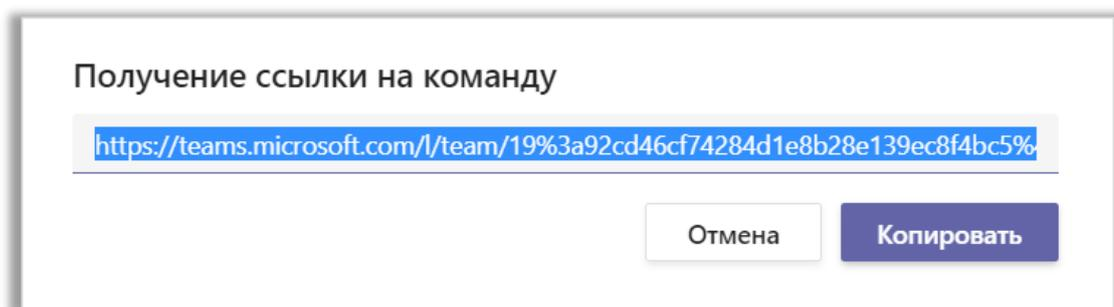 Получение ссылки на команду
https://teams.microsoft.com/l/team/19%3a92cd46cf74284d1e8b28e139ec8f4bc5%
Отмена
Копировать